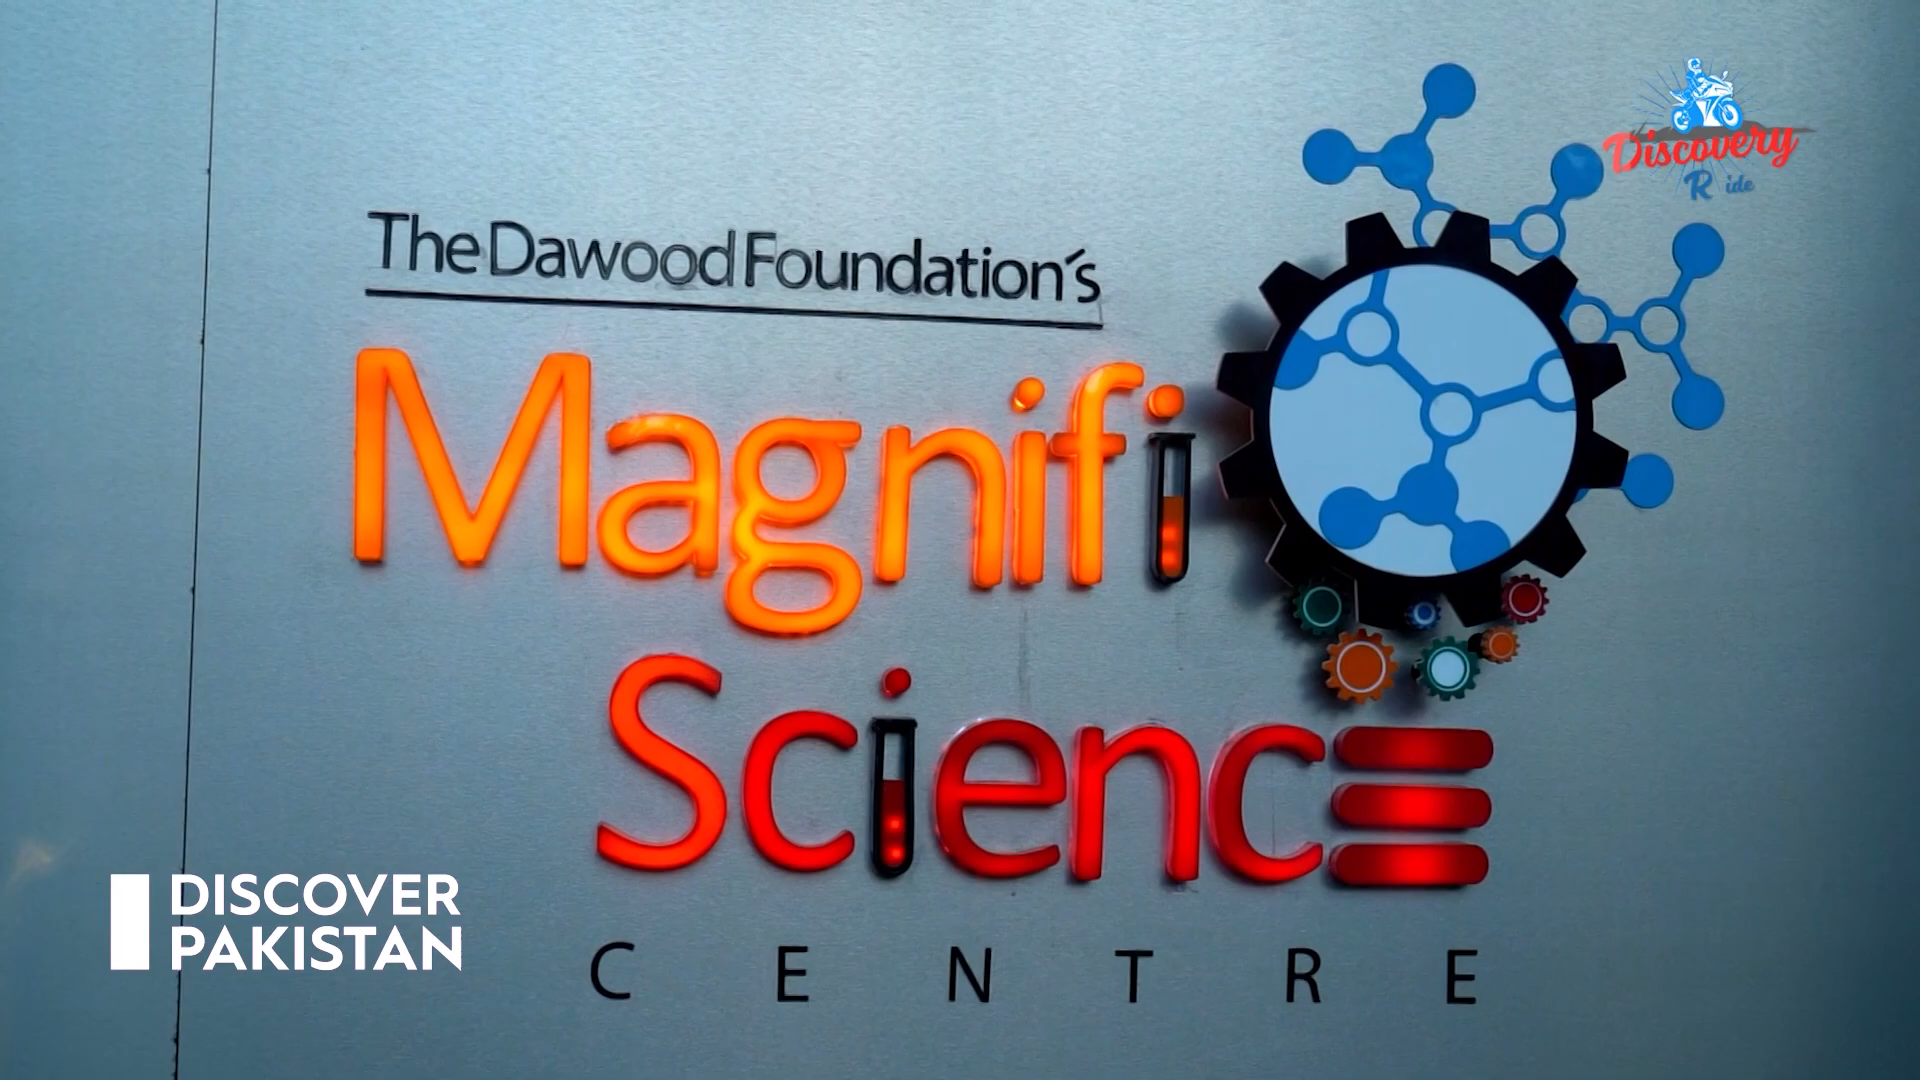 Discovery
Ride
The Dawood Foundation's
Magnifi
Science
CENTRE
DISCOVER
PAKISTAN